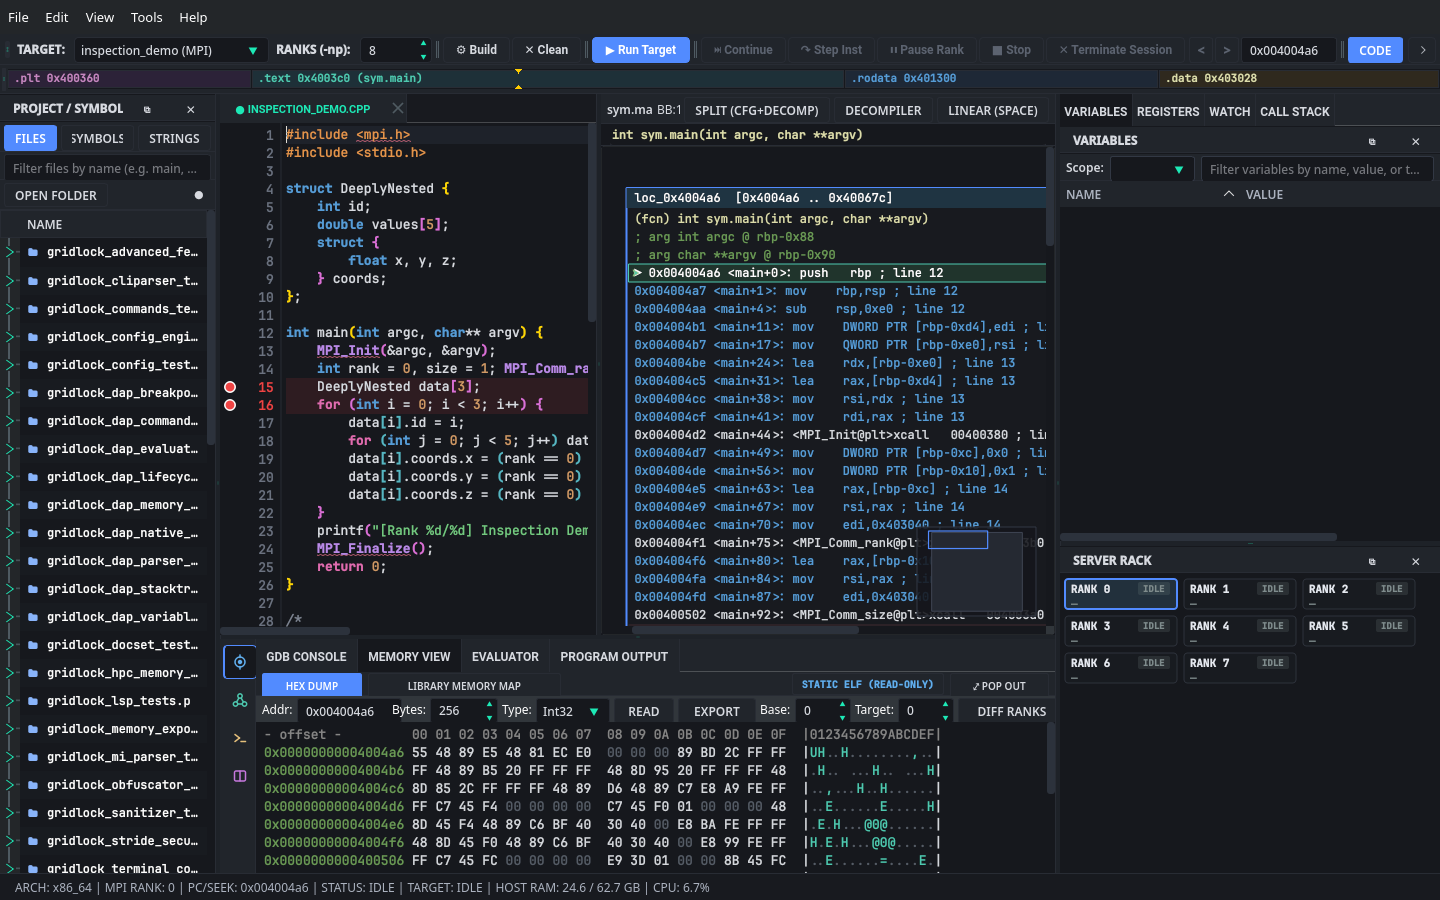 File Edit View Tools Help
TARGET: inspection_demo (MPI) RANKS (-np): 8 Build Clean Run Target Continue Step Inst Pause Rank Stop Terminate Session < > 0x004004a6 CODE
.plt 0x400360 .text 0x4003c0 (sym.main) .rodata 0x401300 .data 0x403028
PROJECT / SYMBOL
FILES SYMBOLS STRINGS
Filter files by name (e.g. main, ...
OPEN FOLDER
NAME
gridlock_advanced_fe...
gridlock_cliparser_t...
gridlock_commands_te...
gridlock_config_engi...
gridlock_config_test...
gridlock_dap_breakpo...
gridlock_dap_command...
gridlock_dap_evaluat...
gridlock_dap_lifecyc...
gridlock_dap_memory_...
gridlock_dap_native_...
gridlock_dap_parser_...
gridlock_dap_stacktr...
gridlock_dap_variabl...
gridlock_docset_test...
gridlock_hpc_memory_...
gridlock_lsp_tests.p
gridlock_memory_expo...
gridlock_mi_parser_t...
gridlock_obfuscator_...
gridlock_sanitizer_t...
gridlock_stride_secu...
gridlock_terminal_co...
INSPECTION_DEMO.CPP
1 #include <mpi.h>
2 #include <stdio.h>
3
4 struct DeeplyNested {
5 int id;
6 double values[5];
7 struct {
8 float x, y, z;
9 } coords;
10 };
11
12 int main(int argc, char** argv) {
13 MPI_Init(&argc, &argv);
14 int rank = 0, size = 1; MPI_Comm_ra
15 DeeplyNested data[3];
16 for (int i = 0; i < 3; i++) {
17 data[i].id = i;
18 for (int j = 0; j < 5; j++) dat
19 data[i].coords.x = (rank == 0)
20 data[i].coords.y = (rank == 0)
21 data[i].coords.z = (rank == 0)
22 }
23 printf("[Rank %d/%d] Inspection Dem
24 MPI_Finalize();
25 return 0;
26 }
27
28 /*
sym.ma BB:1 SPLIT (CFG+DECOMP) DECOMPILER LINEAR (SPACE)
int sym.main(int argc, char **argv)
loc_0x4004a6 [0x4004a6 .. 0x40067c]
(fcn) int sym.main(int argc, char **argv)
; arg int argc @ rbp-0x88
; arg char **argv @ rbp-0x90
0x004004a6 <main+0>: push rbp ; line 12
0x004004a7 <main+1>: mov rbp,rsp ; line 12
0x004004aa <main+4>: sub rsp,0xe0 ; line 12
0x004004b1 <main+11>: mov DWORD PTR [rbp-0xd4],edi ; li
0x004004b7 <main+17>: mov QWORD PTR [rbp-0xe0],rsi ; li
0x004004be <main+24>: lea rdx,[rbp-0xe0] ; line 13
0x004004c5 <main+31>: lea rax,[rbp-0xd4] ; line 13
0x004004cc <main+38>: mov rsi,rdx ; line 13
0x004004cf <main+41>: mov rdi,rax ; line 13
0x004004d2 <main+44>: <MPI_Init@plt>xcall 00400380 ; lin
0x004004d7 <main+49>: mov DWORD PTR [rbp-0xc],0x0 ; line
0x004004de <main+56>: mov DWORD PTR [rbp-0x10],0x1 ; lin
0x004004e5 <main+63>: lea rax,[rbp-0xc] ; line 14
0x004004e9 <main+67>: mov rsi,rax ; line 14
0x004004ec <main+70>: mov edi,0x403040 ; line 14
0x004004f1 <main+75>: <MPI_Comm_rank@plt>
0x004004f6 <main+80>: lea rax,[rbp-0x
0x004004fa <main+84>: mov rsi,rax ; l
0x004004fd <main+87>: mov edi,0x40304
0x00400502 <main+92>: <MPI_Comm_size@plt>xcall 004003a0
VARIABLES REGISTERS WATCH CALL STACK
VARIABLES
Scope: Filter variables by name, value, or t...
NAME VALUE
SERVER RACK
RANK 0 IDLE RANK 1 IDLE RANK 2 IDLE
RANK 3 IDLE RANK 4 IDLE RANK 5 IDLE
RANK 6 IDLE RANK 7 IDLE
GDB CONSOLE MEMORY VIEW EVALUATOR PROGRAM OUTPUT
HEX DUMP LIBRARY MEMORY MAP STATIC ELF (READ-ONLY) POP OUT
Addr: 0x004004a6 Bytes: 256 Type: Int32 READ EXPORT Base: 0 Target: 0 DIFF RANKS
- offset - 00 01 02 03 04 05 06 07 08 09 0A 0B 0C 0D 0E 0F |0123456789ABCDEF|
0x00000000004004a6 55 48 89 E5 48 81 EC E0 00 00 00 89 BD 2C FF FF |UH..H........,..|
0x00000000004004b6 FF 48 89 B5 20 FF FF FF 48 8D 95 20 FF FF FF 48 |.H.. ...H.. ...H|
0x00000000004004c6 8D 85 2C FF FF FF 48 89 D6 48 89 C7 E8 A9 FE FF |..,...H..H......|
0x00000000004004d6 FF C7 45 F4 00 00 00 00 C7 45 F0 01 00 00 00 48 |..E......E.....H|
0x00000000004004e6 8D 45 F4 48 89 C6 BF 40 30 40 00 E8 BA FE FF FF |.E.H...@0@......|
0x00000000004004f6 48 8D 45 F0 48 89 C6 BF 40 30 40 00 E8 99 FE FF |H.E.H...@0@.....|
0x0000000000400506 FF C7 45 FC 00 00 00 00 E9 3D 01 00 00 8B 45 FC |..E......=....E.|
ARCH: x86_64 | MPI RANK: 0 | PC/SEEK: 0x004004a6 | STATUS: IDLE | TARGET: IDLE | HOST RAM: 24.6 / 62.7 GB | CPU: 6.7%